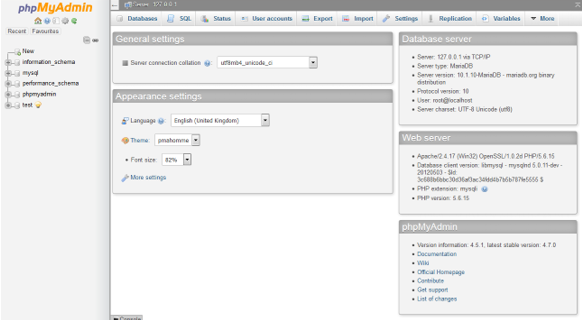 phpMyAdmin
Recent Favourites
New
information_schema
mysql
performance_schema
phpmyadmin
test
Server: 127.0.0.1
Databases SQL Status User accounts Export Import Settings Replication Variables More
General settings
Server connection collation utf8mb4_unicode_ci
Appearance settings
Language English (United Kingdom)
Theme: pmahomme
Font size: 82%
More settings
Database server
Server: 127.0.0.1 via TCP/IP
Server type: MariaDB
Server version: 10.1.10-MariaDB - mariadb.org binary
distribution
Protocol version: 10
User: root@localhost
Server charset: UTF-8 Unicode (utf8)
Web server
Apache/2.4.17 (Win32) OpenSSL/1.0.2d PHP/5.6.15
Database client version: libmysql - mysqlnd 5.0.11-dev -
20120503 - $Id:
PHP extension: mysqli
PHP version: 5.6.15
phpMyAdmin
Version information: 4.5.1, latest stable version: 4.7.0
Documentation
Wiki
Official Homepage
Contribute
Get support
List of changes
Console